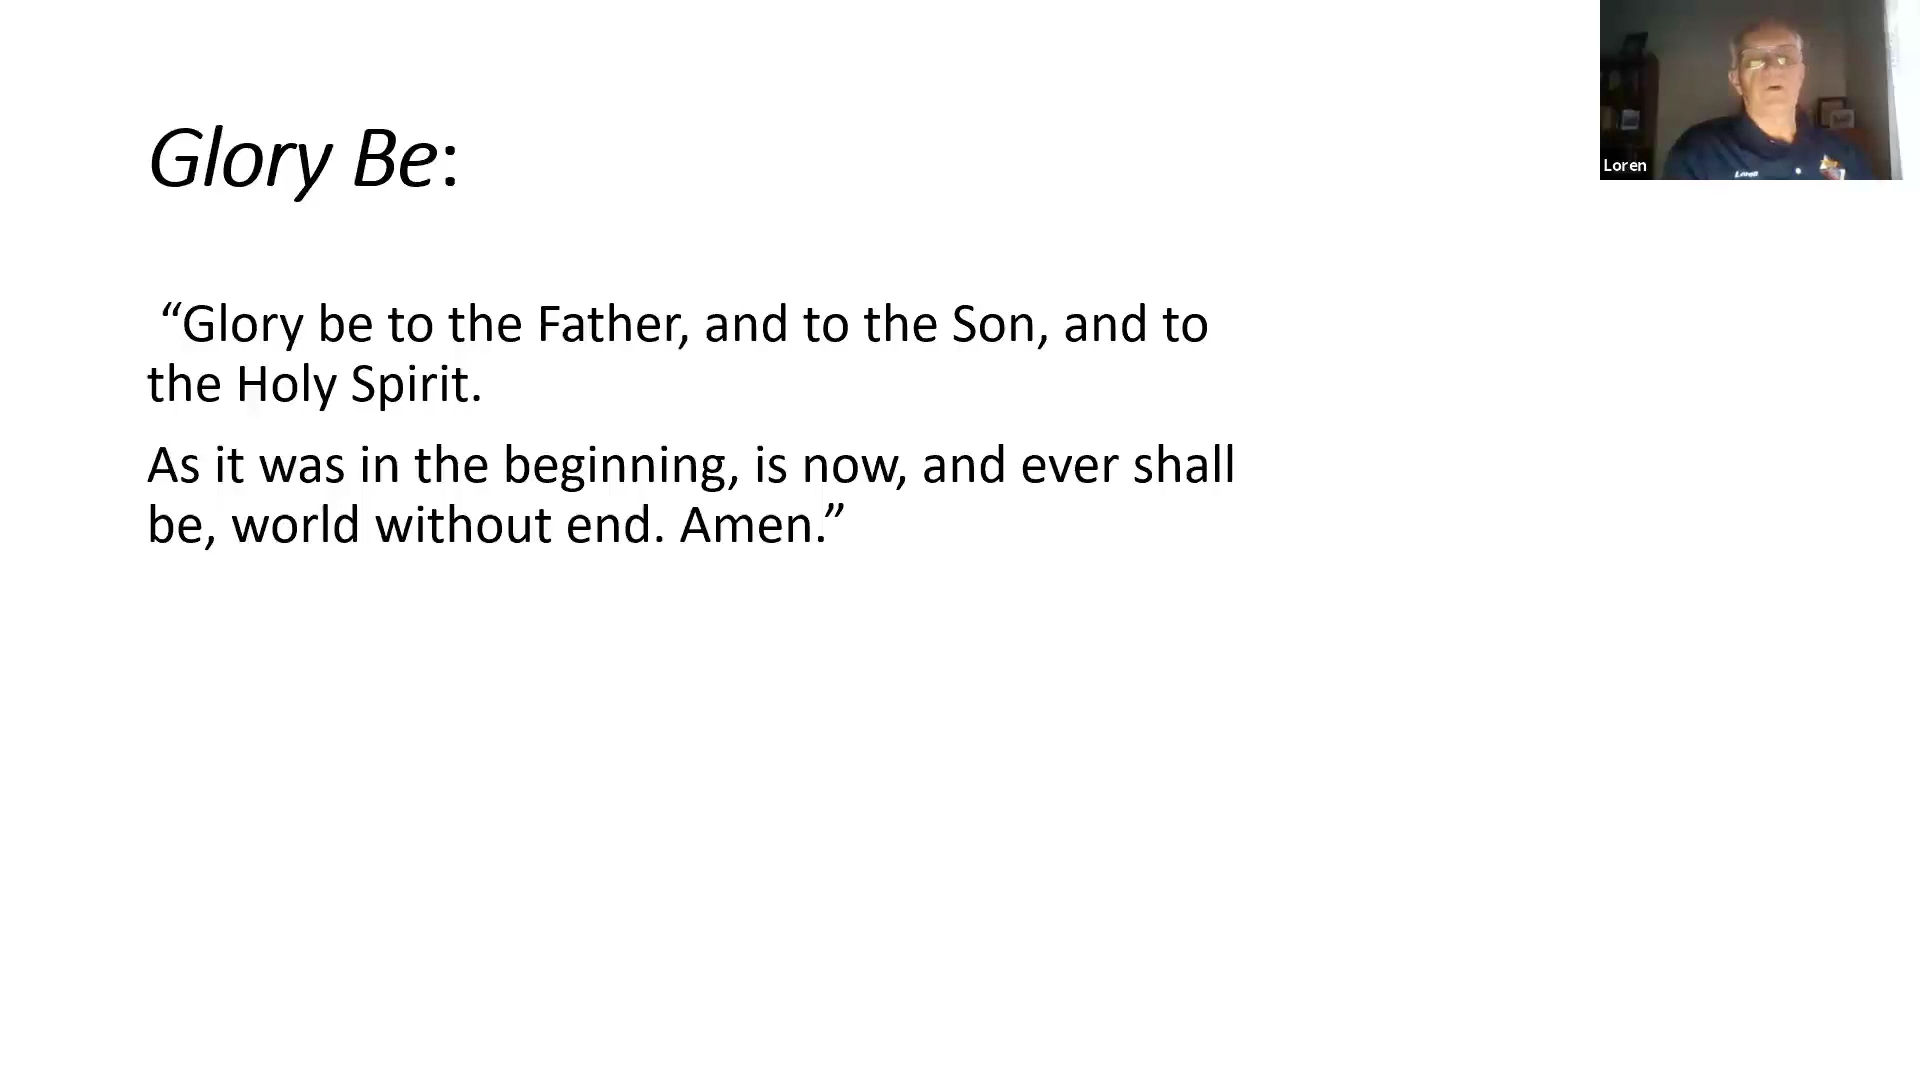 Glory Be:
“Glory be to the Father, and to the Son, and to
the Holy Spirit.
As it was in the beginning, is now, and ever shall
be, world without end. Amen.”
Loren
Loren